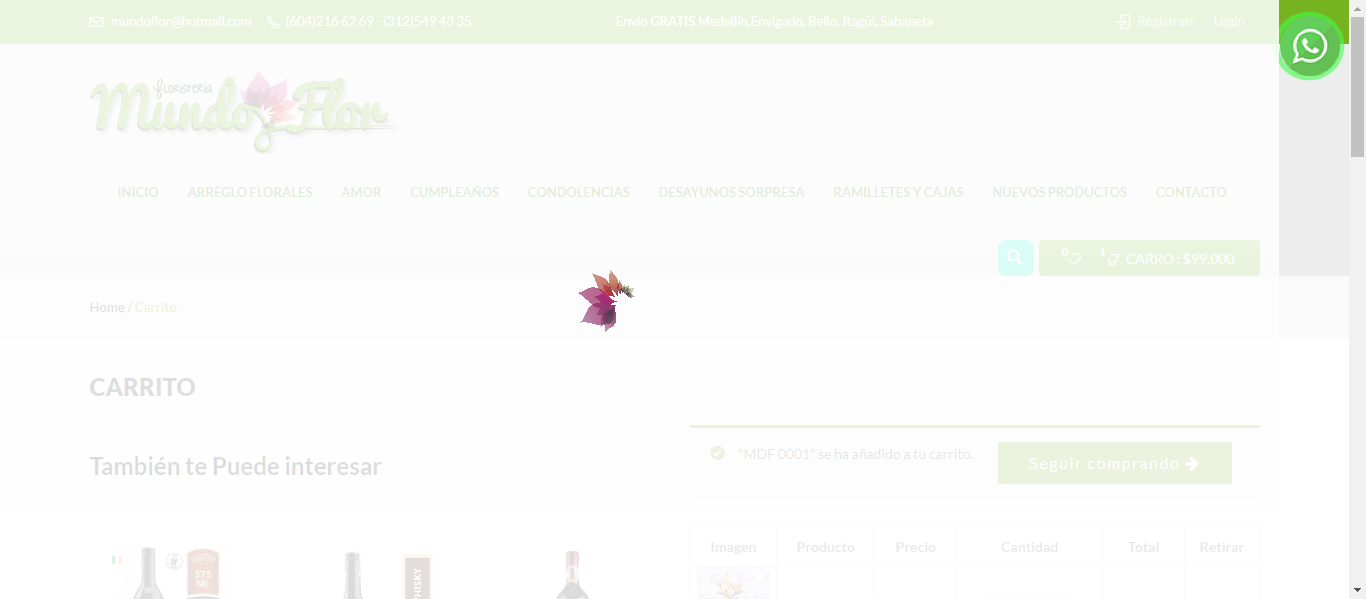 mundoflor@hotmail.com (604)216 62 69 - (312)549 43 35 Envio GRATIS Medellín,Envigado, Bello, Itagüí, Sabaneta Registrate Login
floristería
Mundo Flor
INICIO ARREGLO FLORALES AMOR CUMPLEAÑOS CONDOLENCIAS DESAYUNOS SORPRESA RAMILLETES Y CAJAS NUEVOS PRODUCTOS CONTACTO
0 1 CARRO : $99,000
Home / Carrito
CARRITO
"MDF 0001" se ha añadido a tu carrito. Seguir comprando
También te Puede interesar
Imagen Producto Precio Cantidad Total Retirar
375
ML
WHISKY